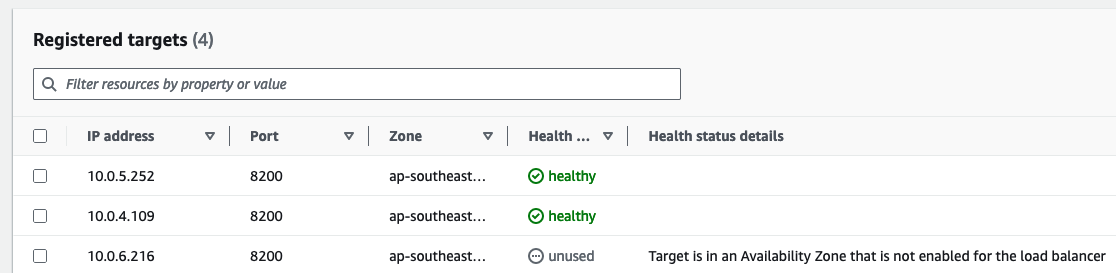 Registered targets (4)
Filter resources by property or value
IP address Port Zone Health ... Health status details
10.0.5.252 8200 ap-southeast... healthy
10.0.4.109 8200 ap-southeast... healthy
10.0.6.216 8200 ap-southeast... unused Target is in an Availability Zone that is not enabled for the load balancer